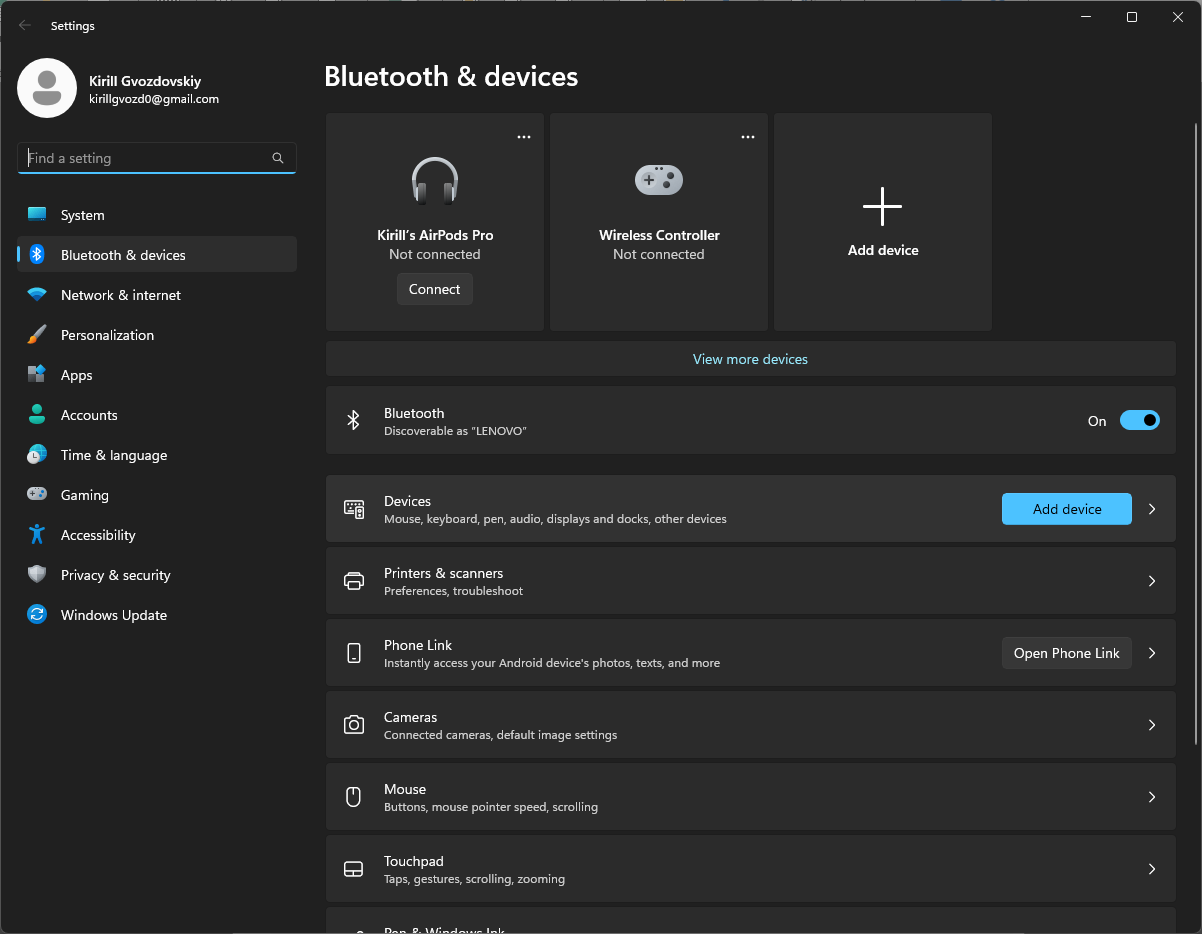 Settings
Kirill Gvozdovskiy
kirillgvozd0@gmail.com
Find a setting
System
Bluetooth & devices
Network & internet
Personalization
Apps
Accounts
Time & language
Gaming
Accessibility
Privacy & security
Windows Update
Bluetooth & devices
Kirill's AirPods Pro
Not connected
Connect
Wireless Controller
Not connected
Add device
View more devices
Bluetooth
Discoverable as "LENOVO"
On
Devices
Mouse, keyboard, pen, audio, displays and docks, other devices
Add device
Printers & scanners
Preferences, troubleshoot
Phone Link
Instantly access your Android device's photos, texts, and more
Open Phone Link
Cameras
Connected cameras, default image settings
Mouse
Buttons, mouse pointer speed, scrolling
Touchpad
Taps, gestures, scrolling, zooming
Pen & Windows Ink